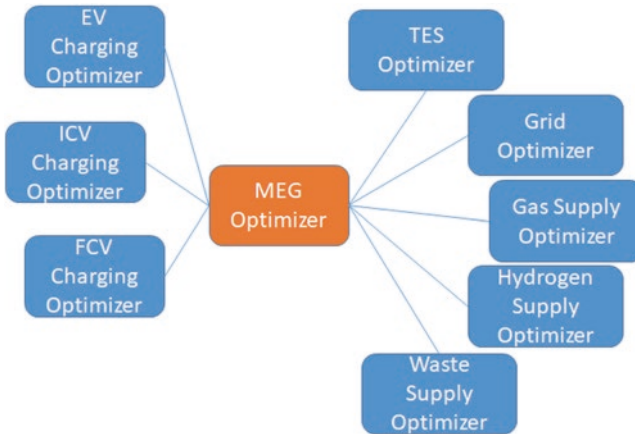 EV
Charging
Optimizer
ICV
Charging
Optimizer
FCV
Charging
Optimizer
MEG
Optimizer
TES
Optimizer
Grid
Optimizer
Gas Supply
Optimizer
Hydrogen
Supply
Optimizer
Waste
Supply
Optimizer